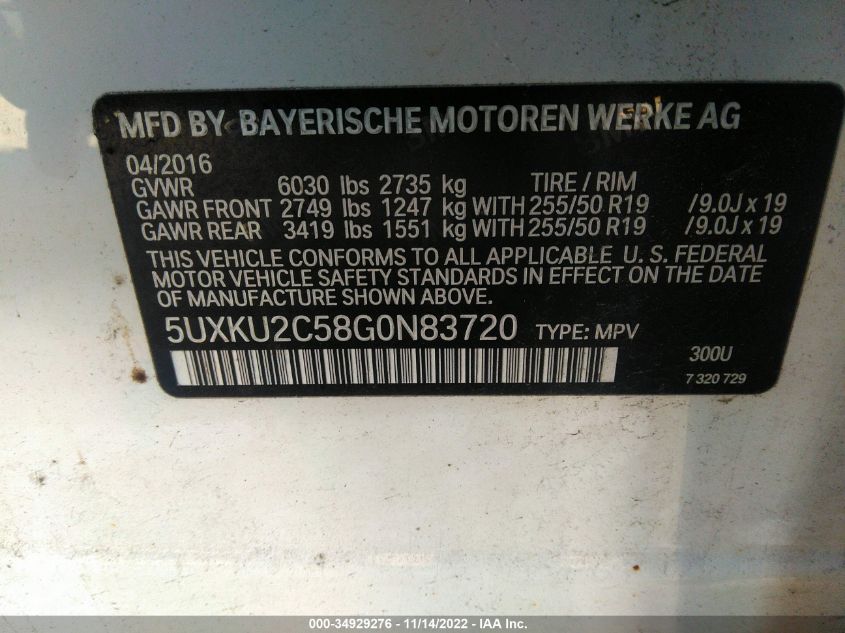 MFD BY BAYERISCHE MOTOREN WERKE AG
04/2016
GVWR 6030 lbs 2735 kg TIRE / RIM
GAWR FRONT 2749 lbs 1247 kg WITH 255/50 R19 /9.0J x 19
GAWR REAR 3419 lbs 1551 kg WITH 255/50 R19 /9.0J x 19
THIS VEHICLE CONFORMS TO ALL APPLICABLE U. S. FEDERAL
MOTOR VEHICLE SAFETY STANDARDS IN EFFECT ON THE DATE
OF MANUFACTURE SHOWN ABOVE.
5UXKU2C58G0N83720 TYPE: MPV
300U
7 320 729
000-34929276 - 11/14/2022 - IAA Inc.